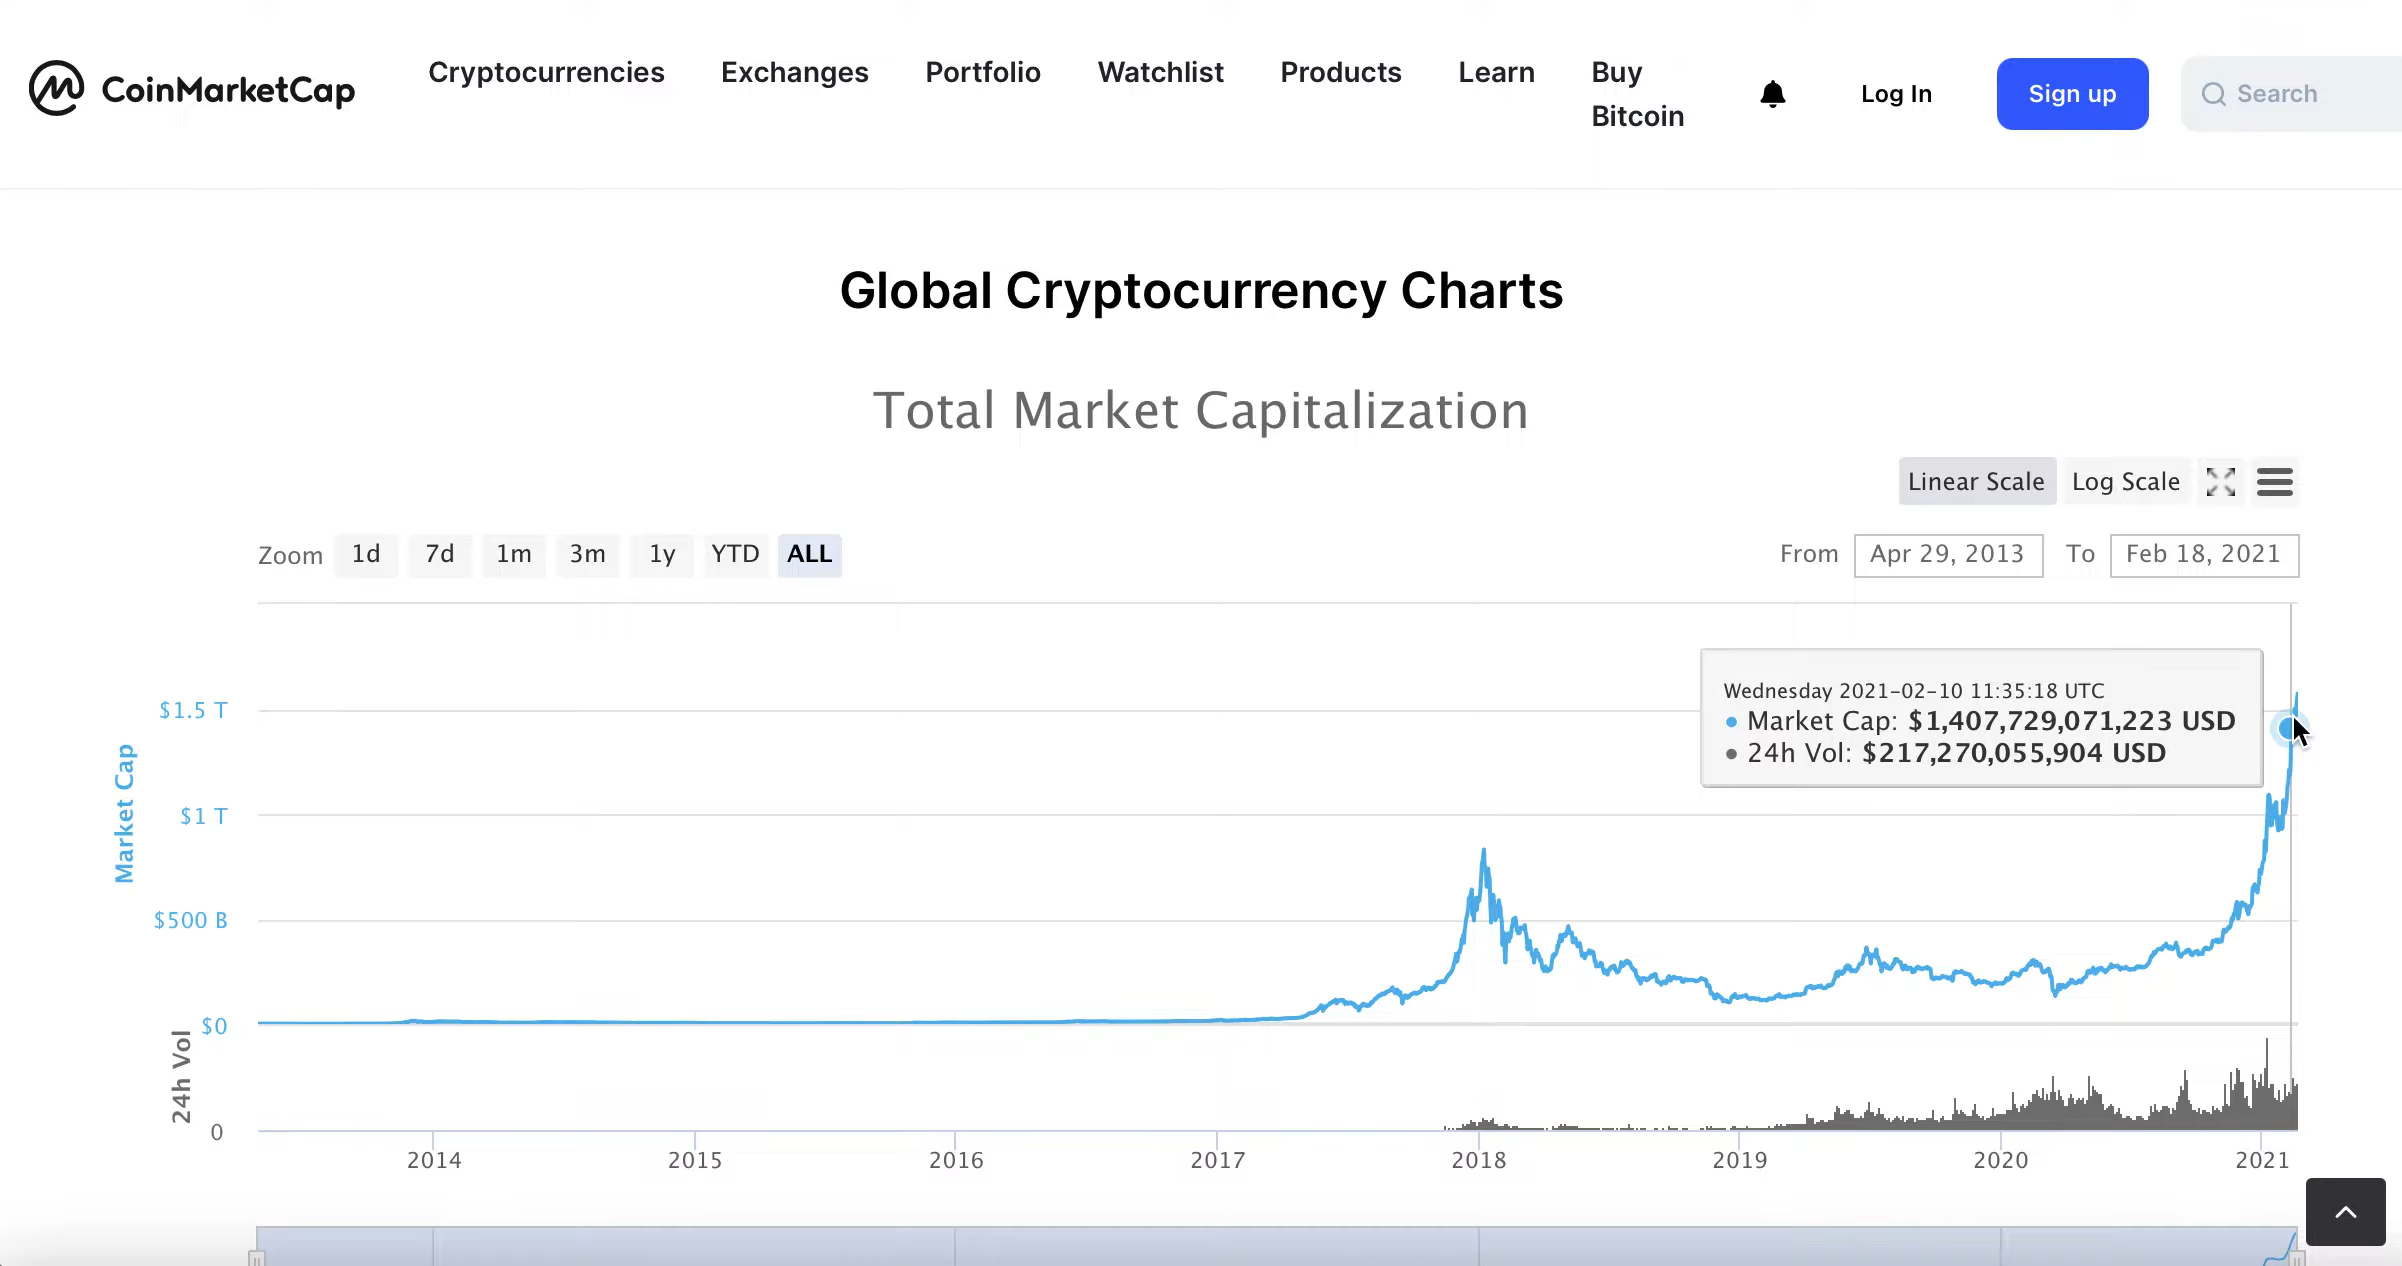 CoinMarketCap
Cryptocurrencies
Exchanges
Portfolio
Watchlist
Products
Learn
Buy
Bitcoin
Log In
Sign up
Search
Global Cryptocurrency Charts
Total Market Capitalization
Linear Scale
Log Scale
Zoom 1d 7d 1m 3m 1y YTD ALL
From Apr 29, 2013 To Feb 18, 2021
Wednesday 2021-02-10 11:35:18 UTC
Market Cap: $1,407,729,071,223 USD
24h Vol: $217,270,055,904 USD
Market Cap
$1.5 T
$1 T
$500 B
$0
24h Vol
0
2014 2015 2016 2017 2018 2019 2020 2021